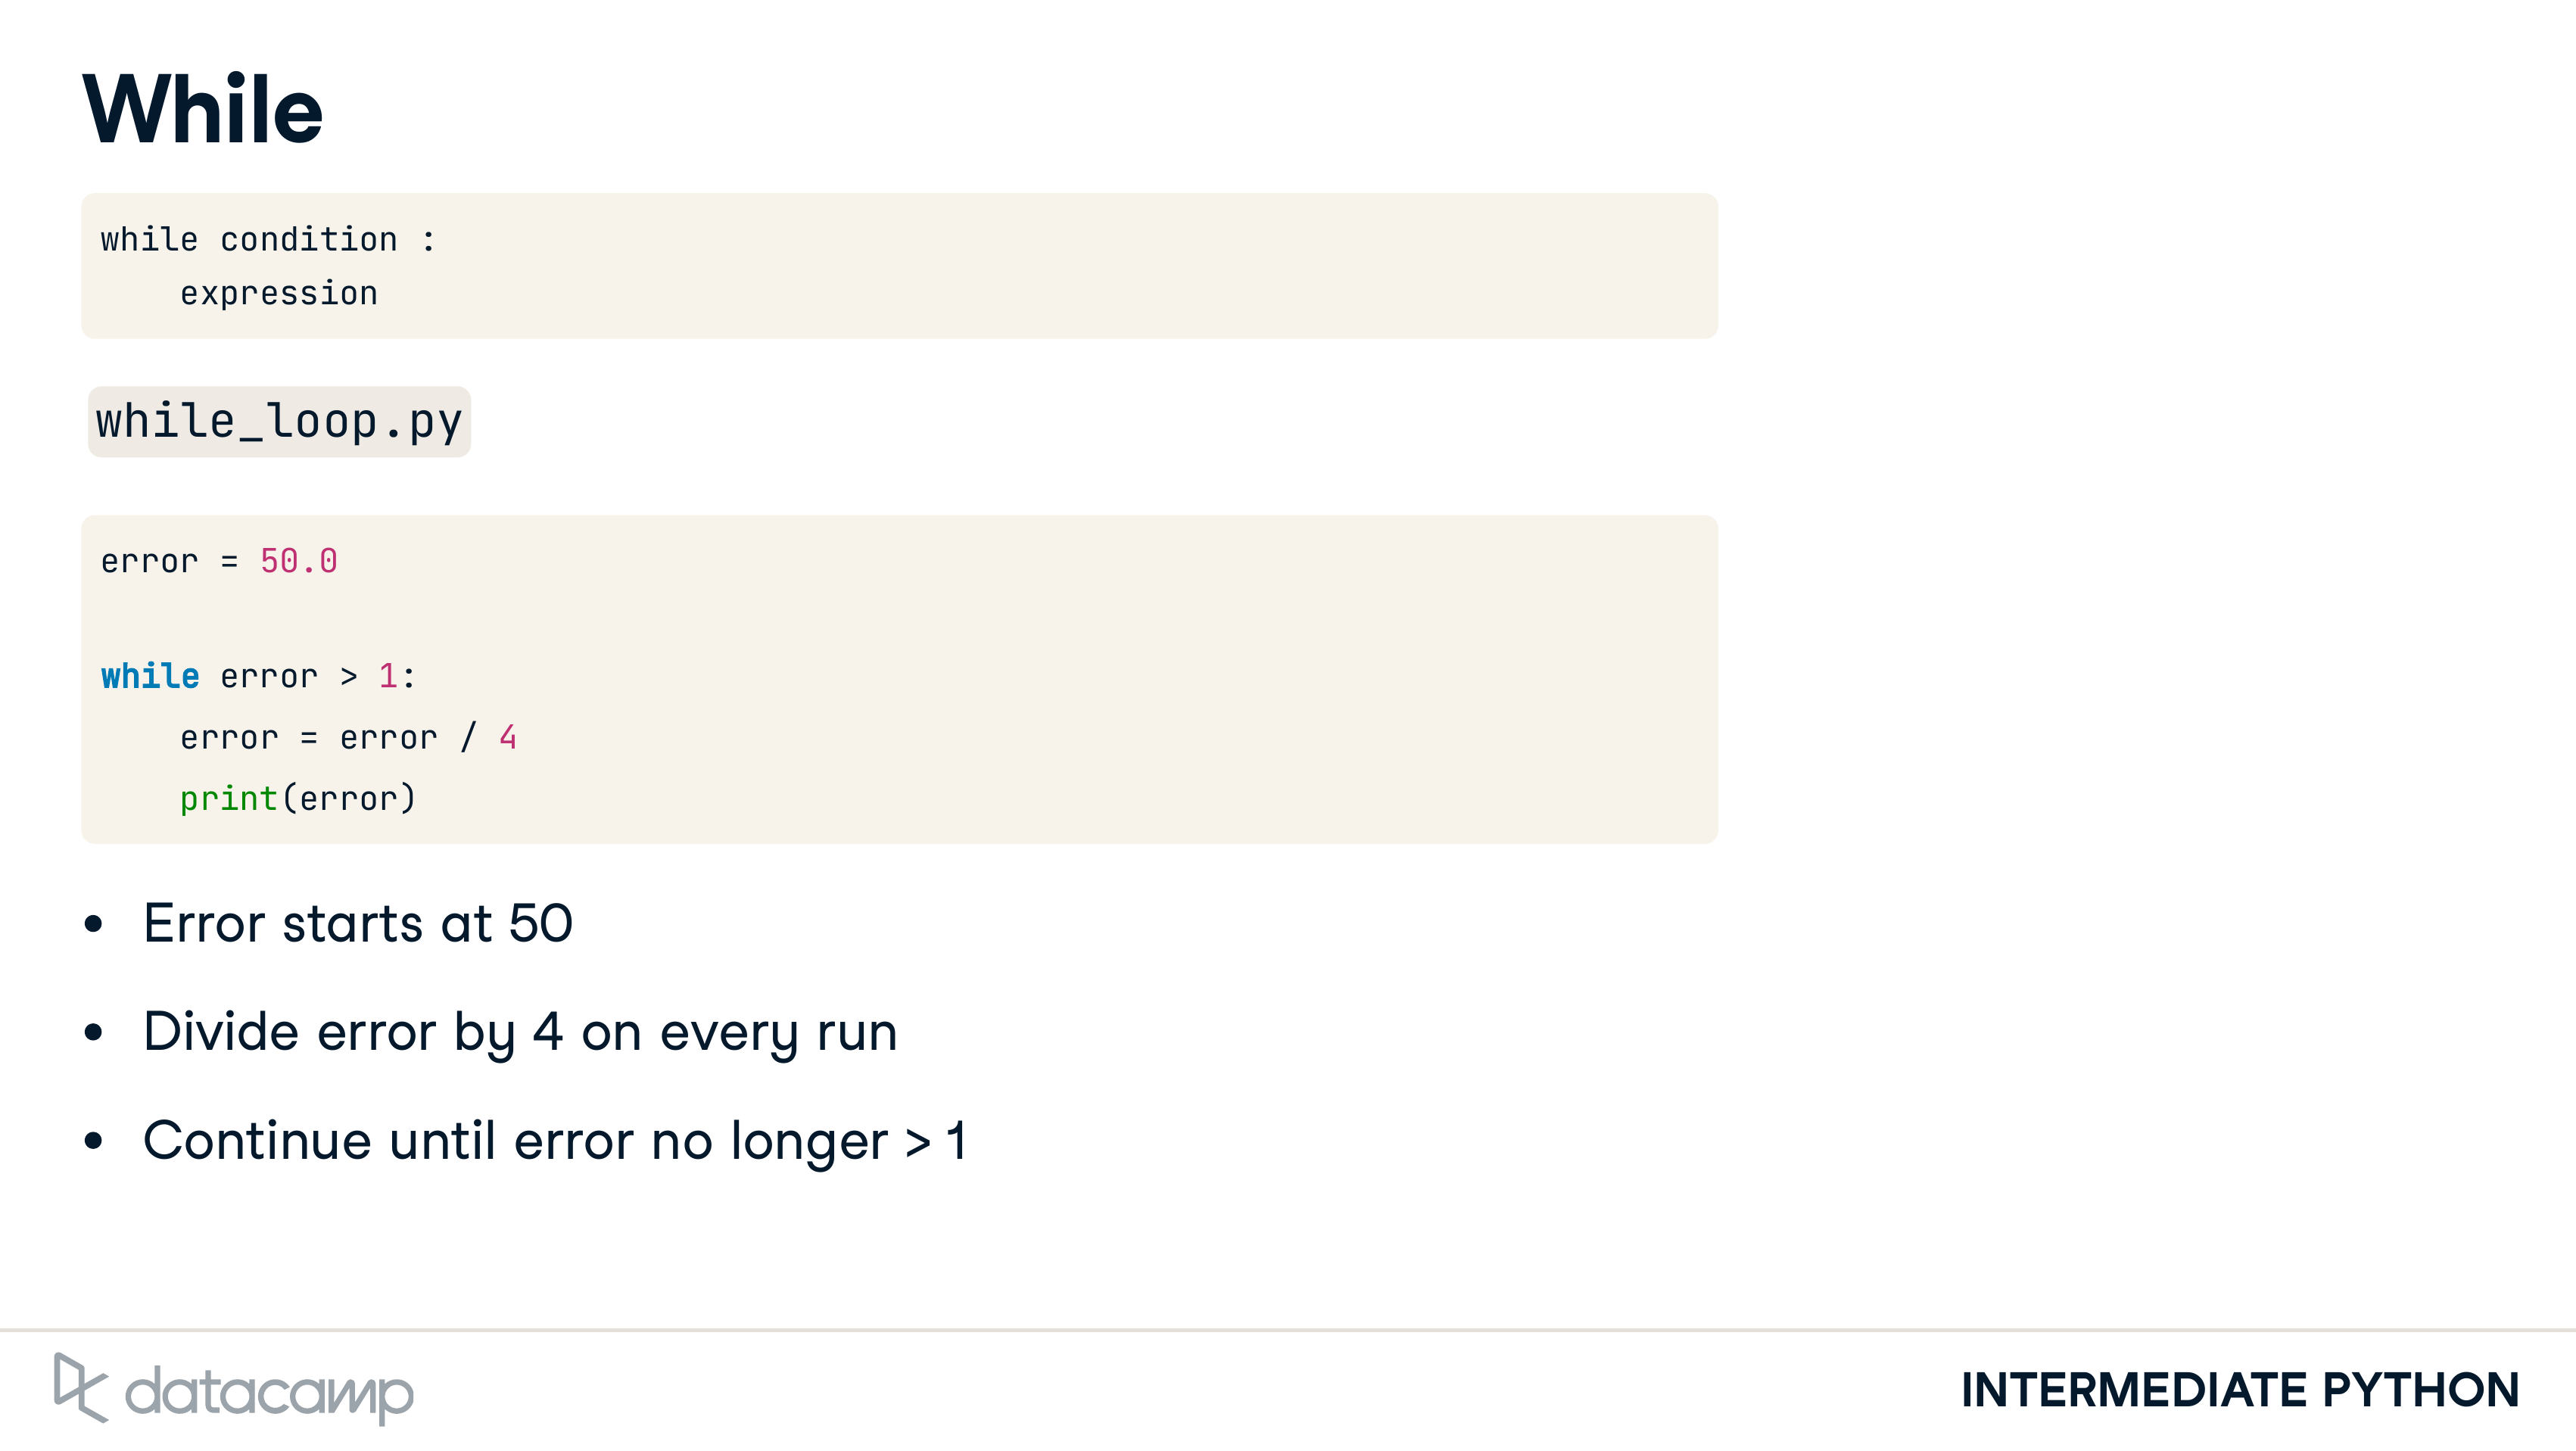 While
while condition :
    expression
while_loop.py
error = 50.0
while error > 1:
    error = error / 4
    print(error)
• Error starts at 50
• Divide error by 4 on every run
• Continue until error no longer > 1
datacamp
INTERMEDIATE PYTHON